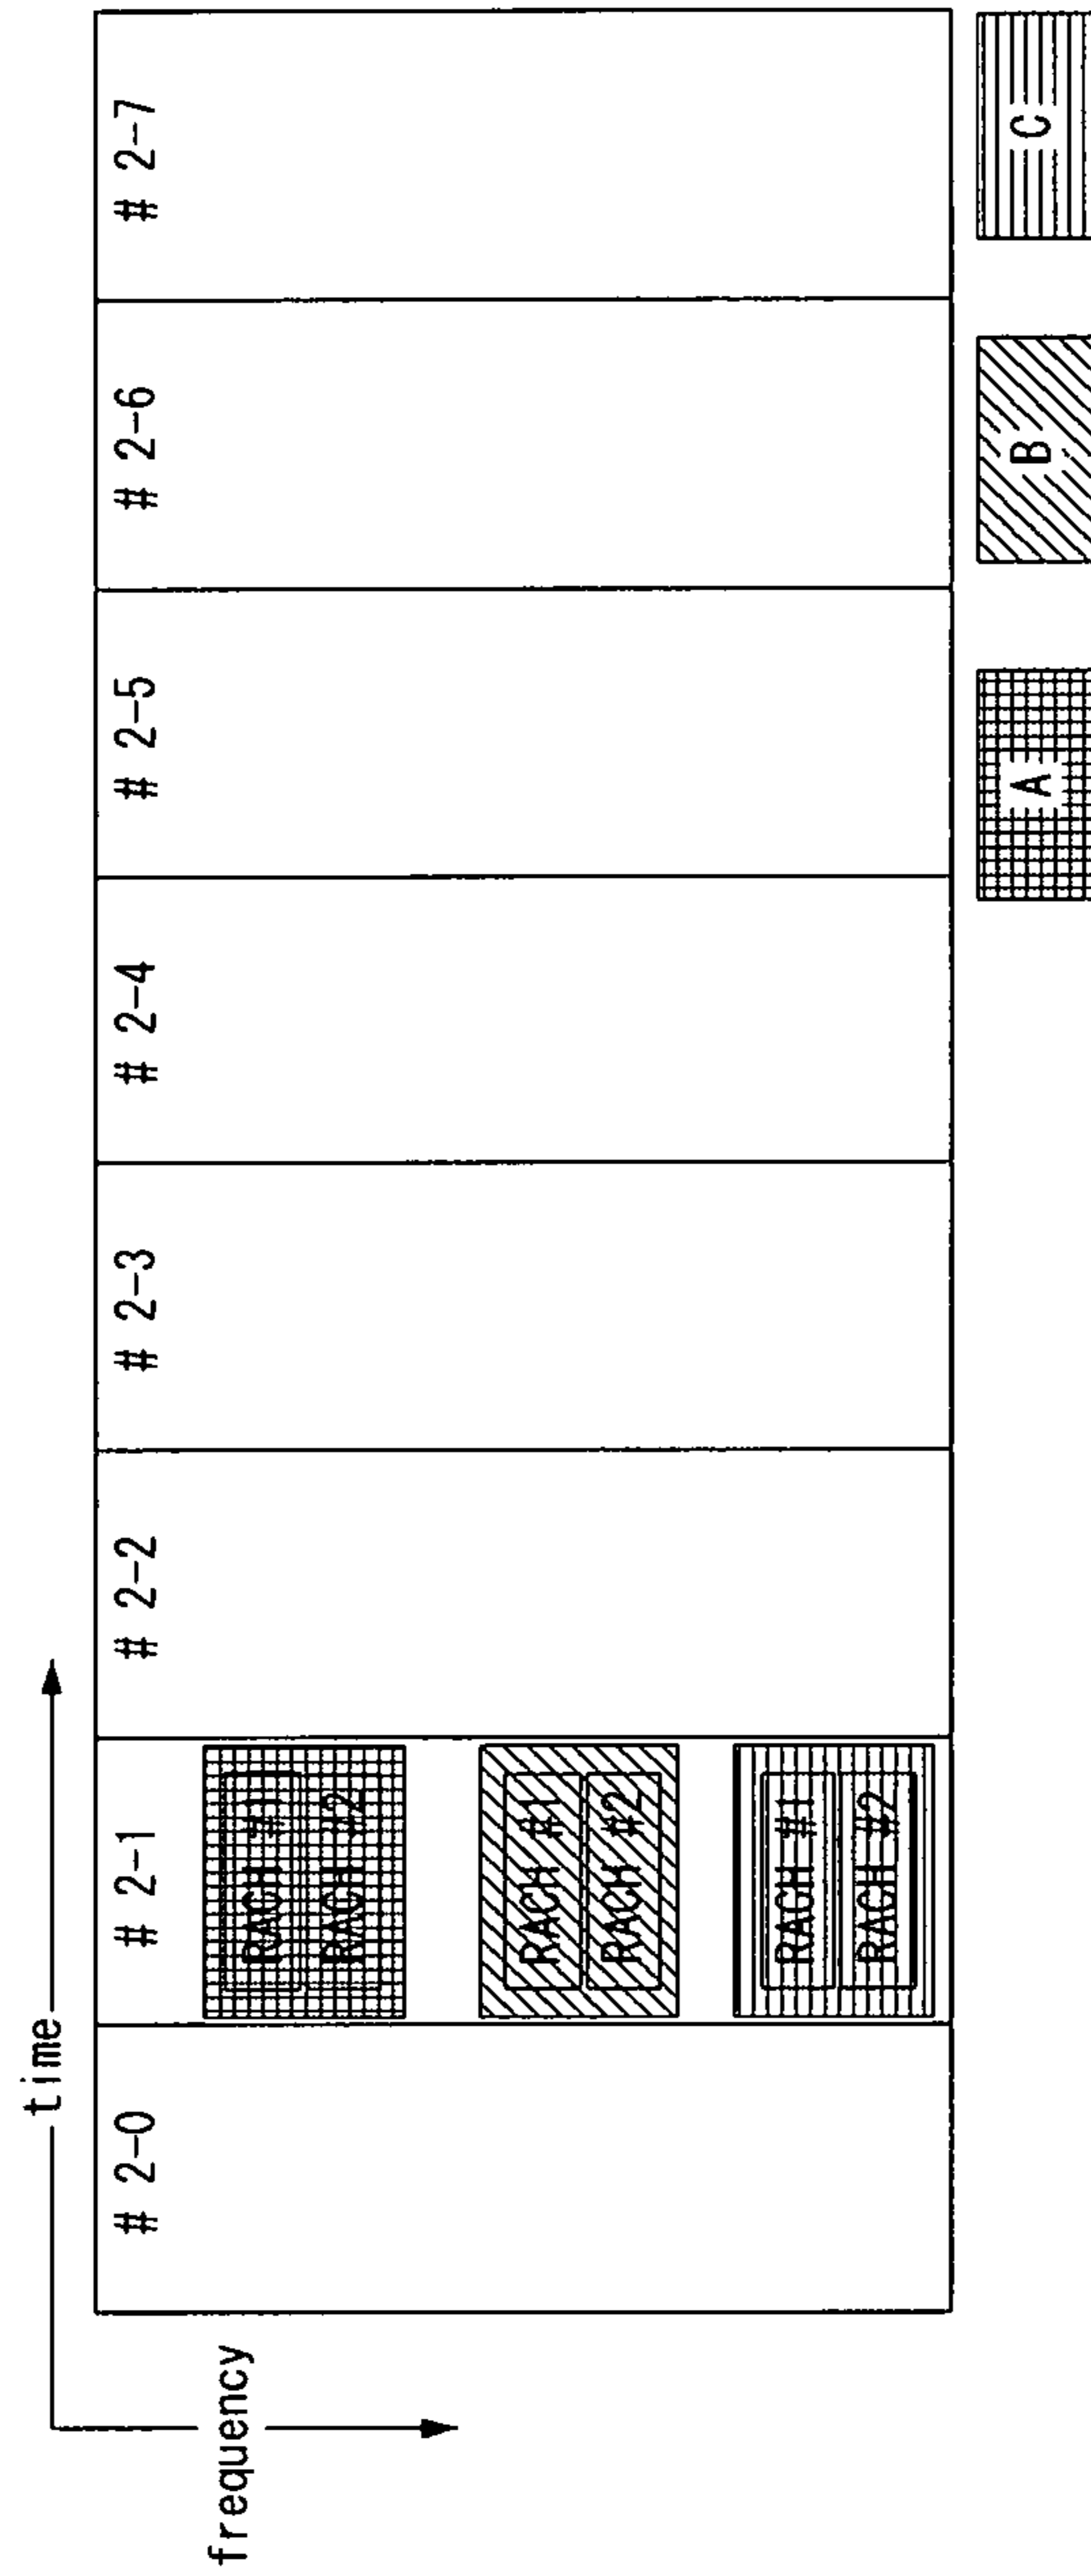 time
frequency
# 2-0
# 2-1
# 2-2
# 2-3
# 2-4
# 2-5
# 2-6
# 2-7
RACH #1
RACH #2
RACH #1
RACH #2
RACH #1
RACH #2
A
B
C